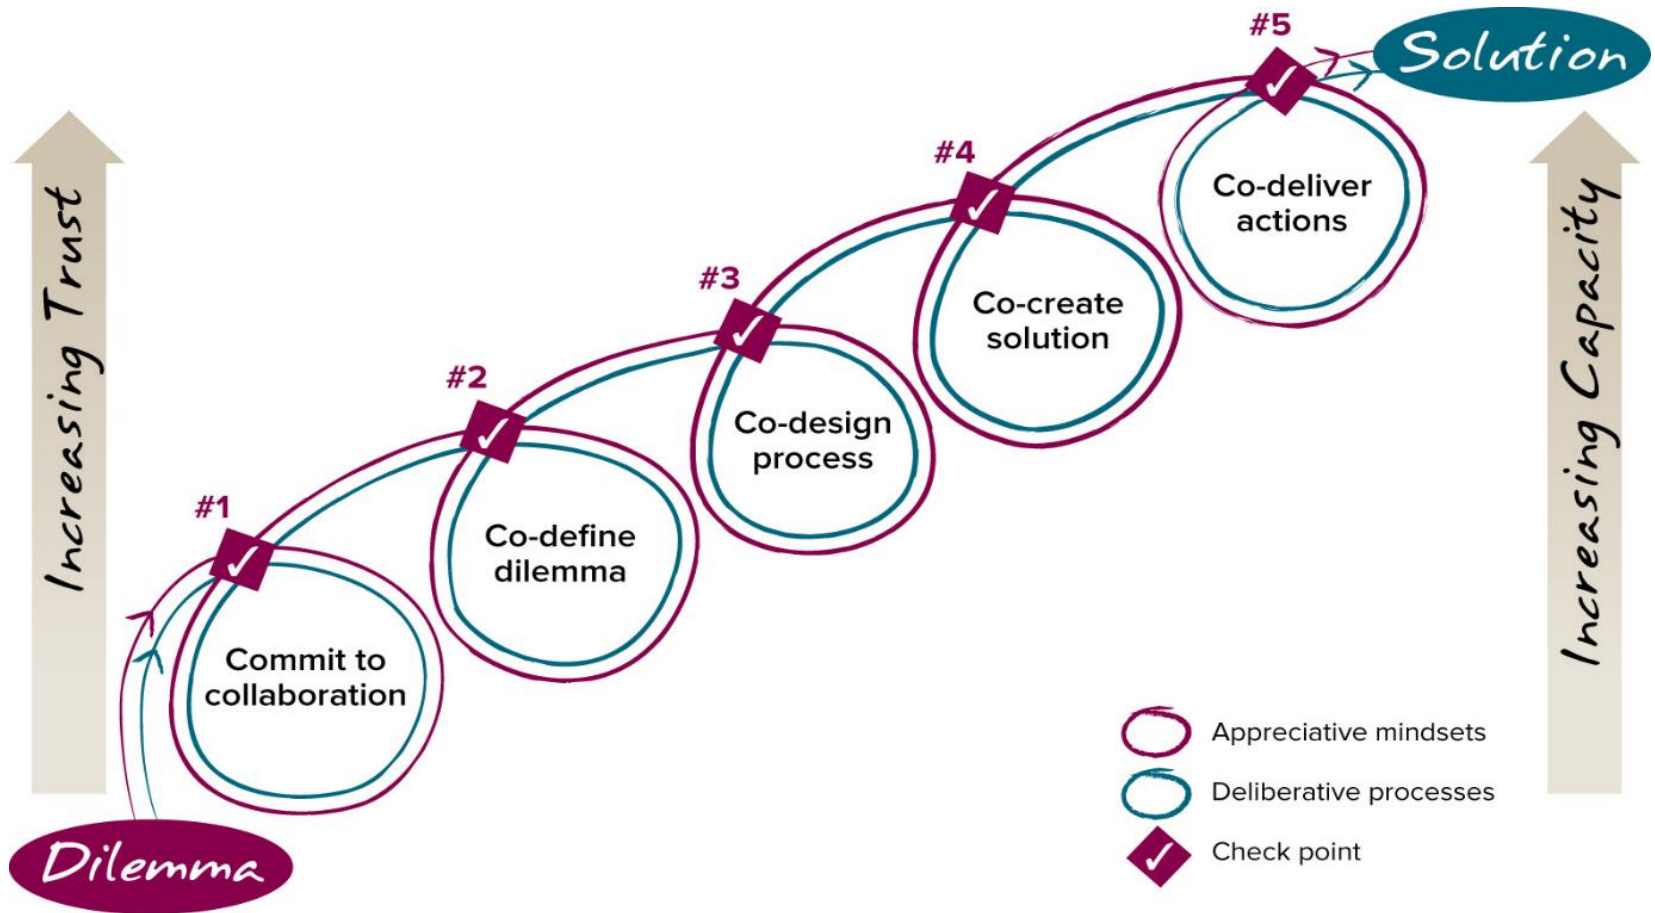 #5
Solution
#4
Co-deliver
actions
#3
Co-create
solution
#2
Co-design
process
#1
Co-define
dilemma
Commit to
collaboration
Dilemma
Increasing Trust
Increasing Capacity
Appreciative mindsets
Deliberative processes
Check point